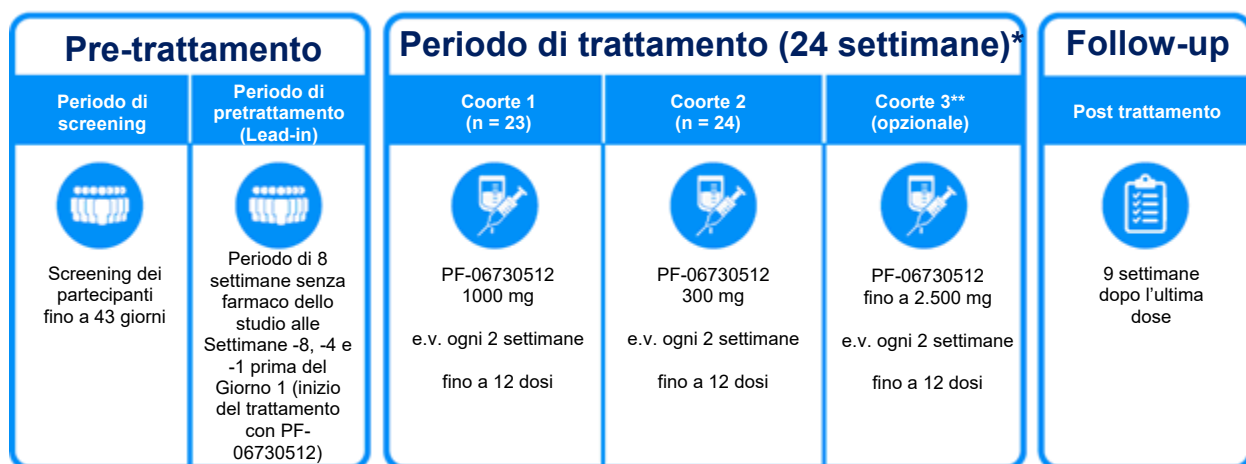 Pre-trattamento
Periodo di
screening
Periodo di
pretrattamento
(Lead-in)
Screening dei
partecipanti
fino a 43 giorni
Periodo di 8
settimane senza
farmaco dello
studio alle
Settimane -8, -4 e
-1 prima del
Giorno 1 (inizio
del trattamento
con PF-
06730512)
Periodo di trattamento (24 settimane)*
Coorte 1
(n = 23)
PF-06730512
1000 mg
e.v. ogni 2 settimane
fino a 12 dosi
Coorte 2
(n = 24)
PF-06730512
300 mg
e.v. ogni 2 settimane
fino a 12 dosi
Coorte 3**
(opzionale)
PF-06730512
fino a 2.500 mg
e.v. ogni 2 settimane
fino a 12 dosi
Follow-up
Post trattamento
9 settimane
dopo l’ultima
dose